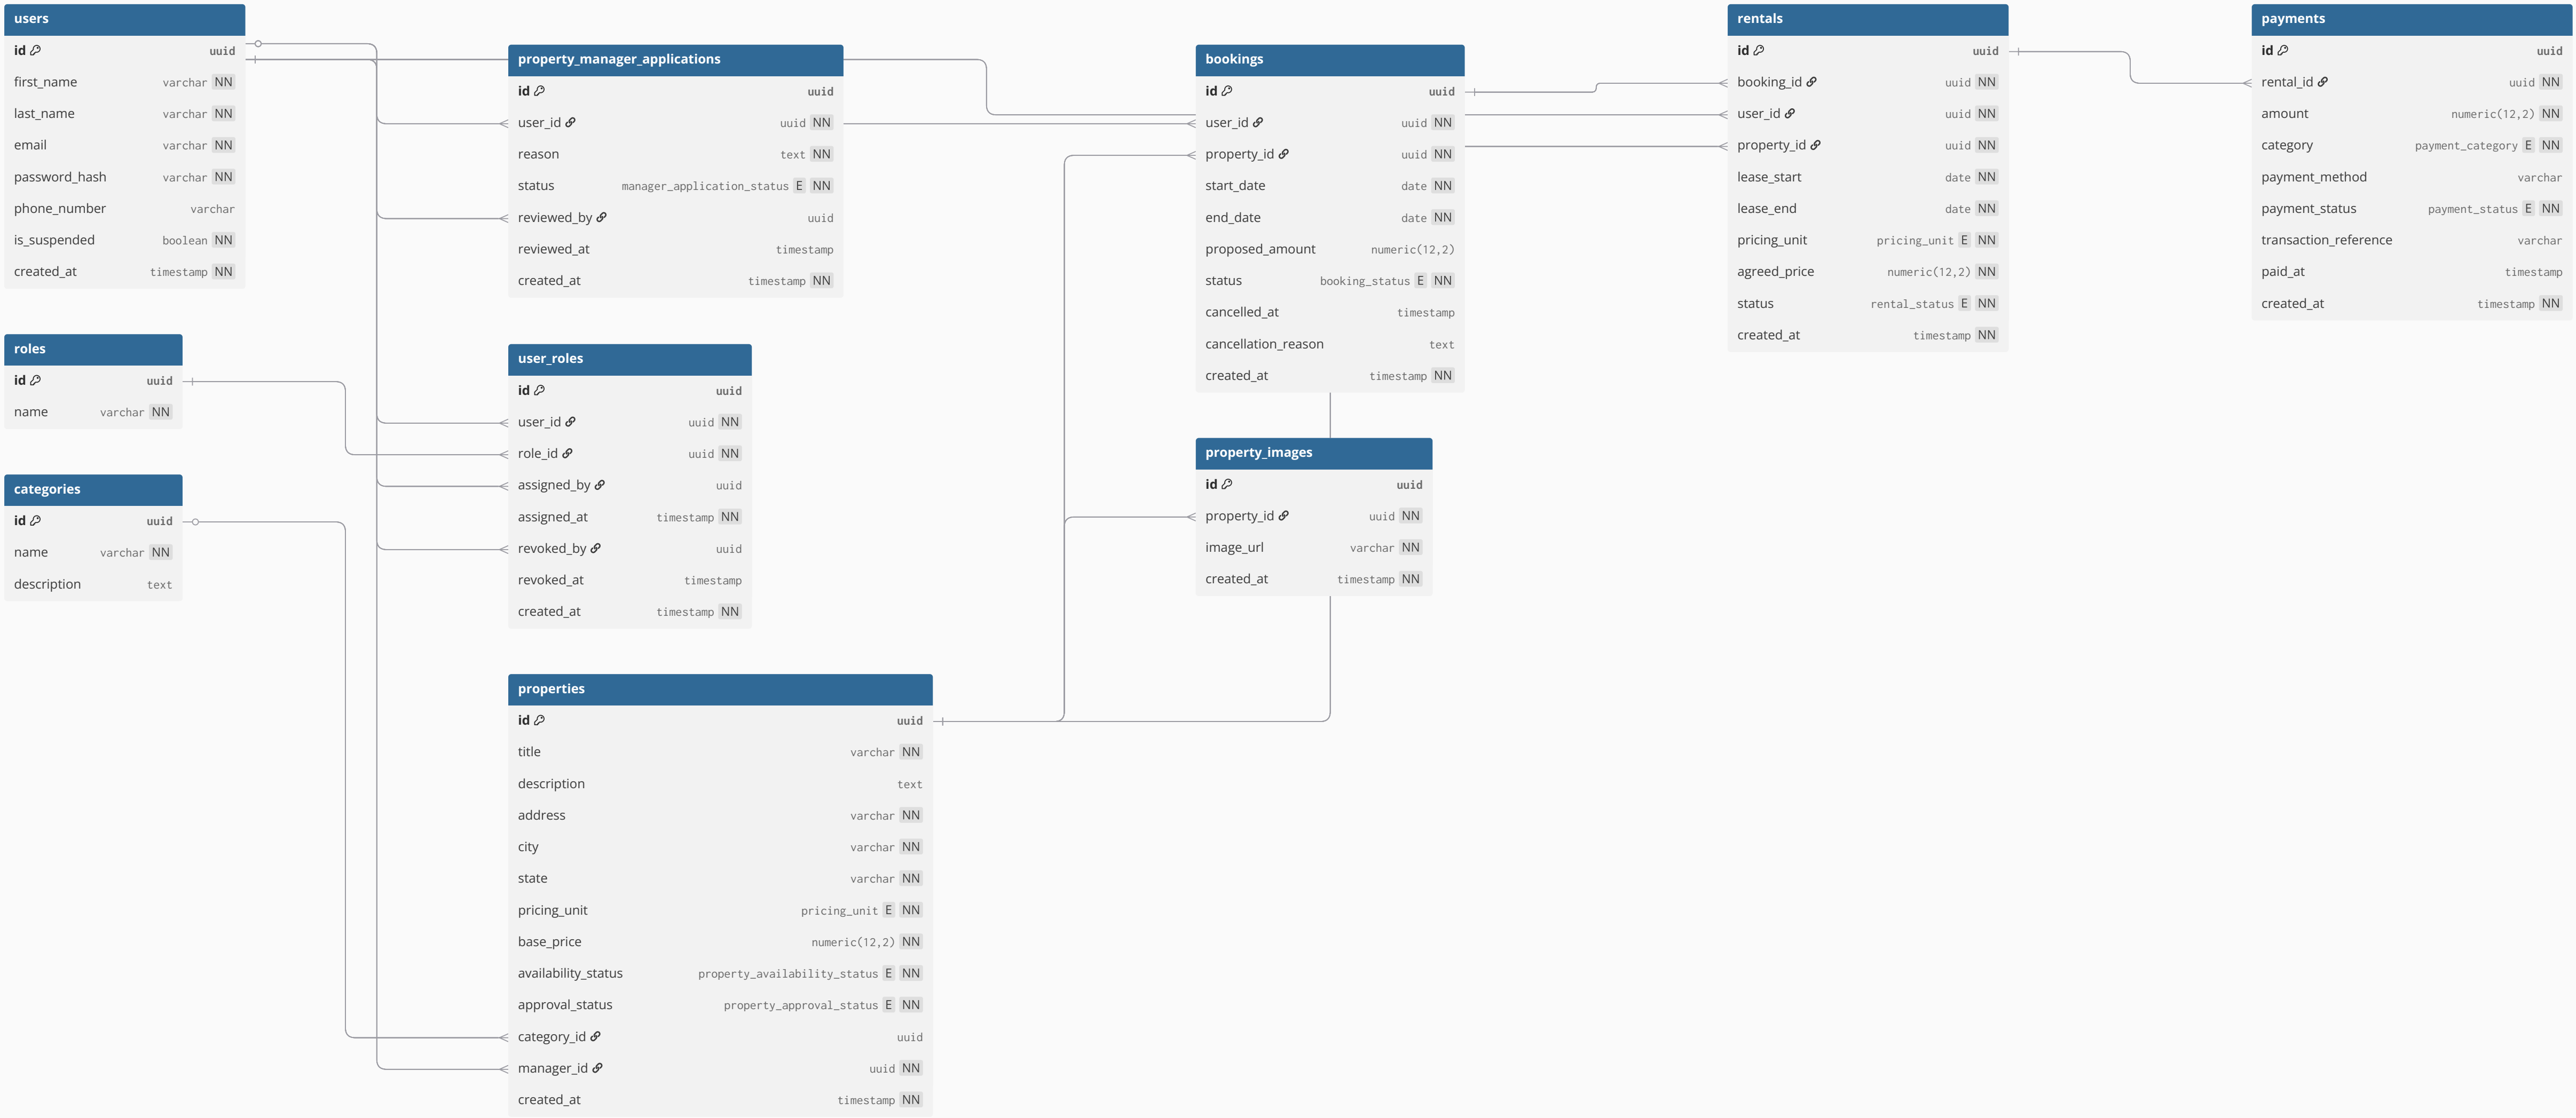 users
id uuid
first_name varchar NN
last_name varchar NN
email varchar NN
password_hash varchar NN
phone_number varchar
is_suspended boolean NN
created_at timestamp NN
roles
id uuid
name varchar NN
categories
id uuid
name varchar NN
description text
property_manager_applications
id uuid
user_id uuid NN
reason text NN
status manager_application_status E NN
reviewed_by uuid
reviewed_at timestamp
created_at timestamp NN
user_roles
id uuid
user_id uuid NN
role_id uuid NN
assigned_by uuid
assigned_at timestamp NN
revoked_by uuid
revoked_at timestamp
created_at timestamp NN
properties
id uuid
title varchar NN
description text
address varchar NN
city varchar NN
state varchar NN
pricing_unit pricing_unit E NN
base_price numeric(12,2) NN
availability_status property_availability_status E NN
approval_status property_approval_status E NN
category_id uuid
manager_id uuid NN
created_at timestamp NN
bookings
id uuid
user_id uuid NN
property_id uuid NN
start_date date NN
end_date date NN
proposed_amount numeric(12,2)
status booking_status E NN
cancelled_at timestamp
cancellation_reason text
created_at timestamp NN
property_images
id uuid
property_id uuid NN
image_url varchar NN
created_at timestamp NN
rentals
id uuid
booking_id uuid NN
user_id uuid NN
property_id uuid NN
lease_start date NN
lease_end date NN
pricing_unit pricing_unit E NN
agreed_price numeric(12,2) NN
status rental_status E NN
created_at timestamp NN
payments
id uuid
rental_id uuid NN
amount numeric(12,2) NN
category payment_category E NN
payment_method varchar
payment_status payment_status E NN
transaction_reference varchar
paid_at timestamp
created_at timestamp NN